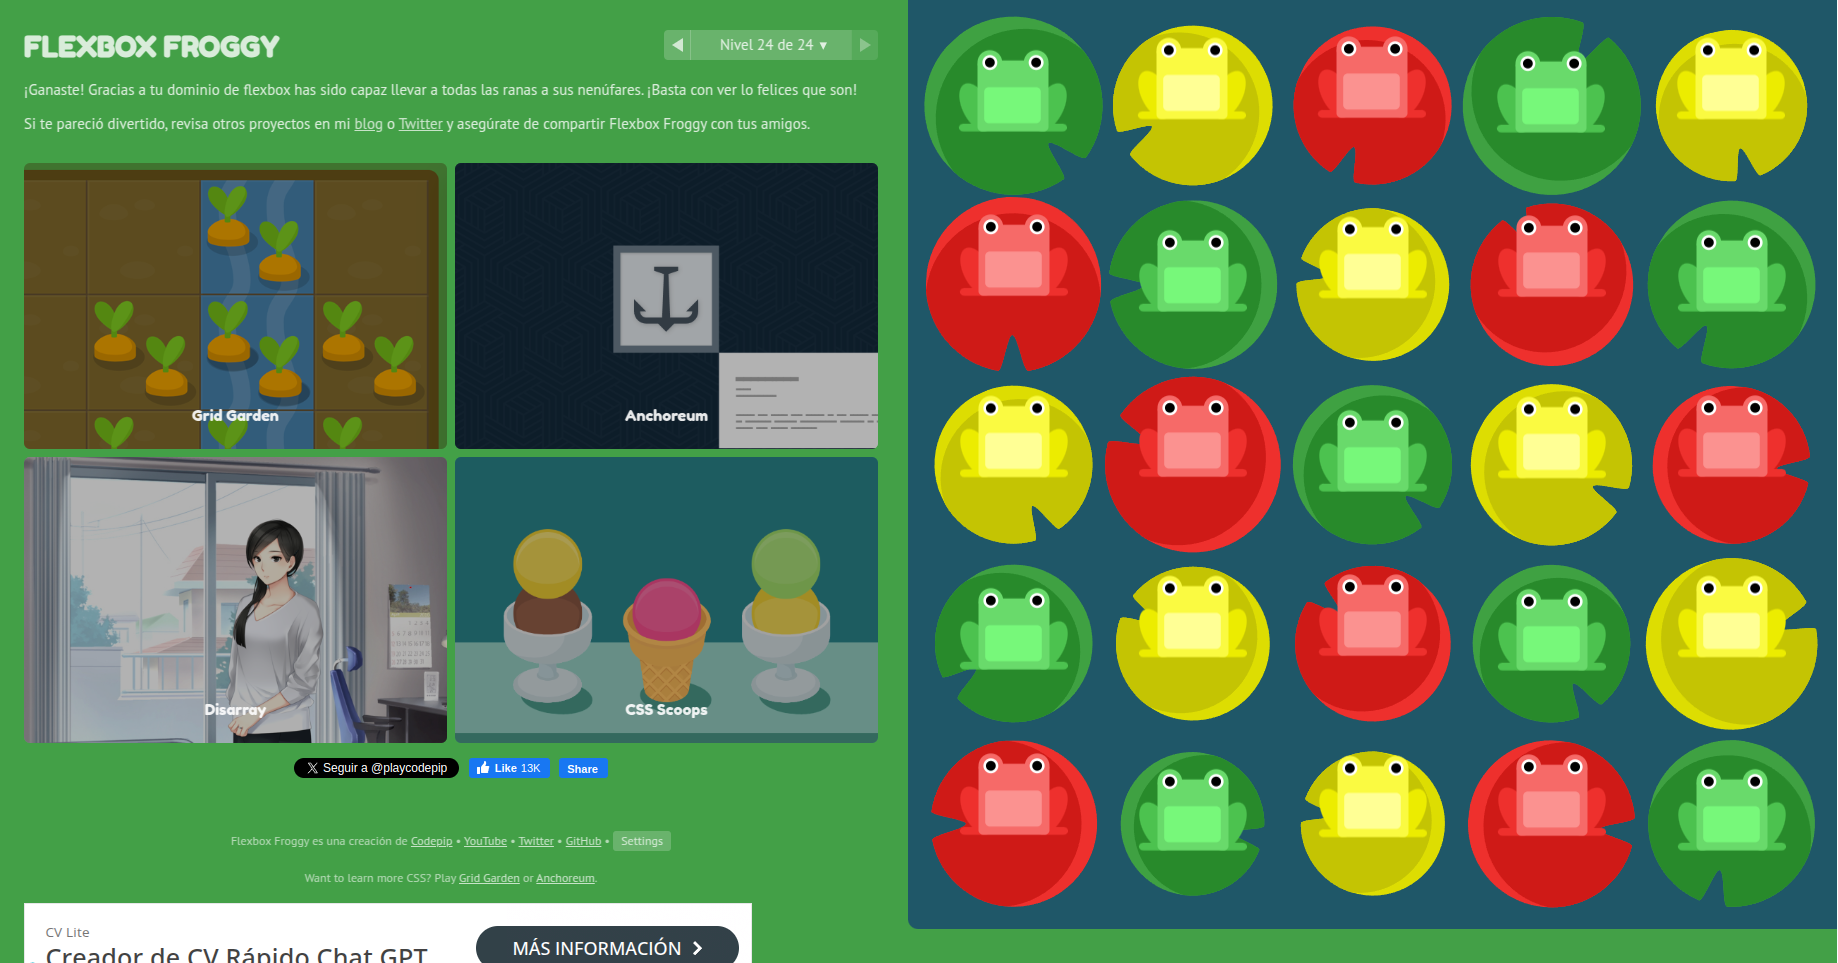 FLEXBOX FROGGY
Nivel 24 de 24 ▼
¡Ganaste! Gracias a tu dominio de flexbox has sido capaz llevar a todas las ranas a sus nenúfares. ¡Basta con ver lo felices que son!
Si te pareció divertido, revisa otros proyectos en mi blog o Twitter y asegúrate de compartir Flexbox Froggy con tus amigos.
Grid Garden
Anchoreum
Disarray
CSS Scoops
Seguir a @playcodepip
Like 13K
Share
Flexbox Froggy es una creación de Codepip • YouTube • Twitter • GitHub • Settings
Want to learn more CSS? Play Grid Garden or Anchoreum.
CV Lite
Creador de CV Rápido Chat GPT
MÁS INFORMACIÓN